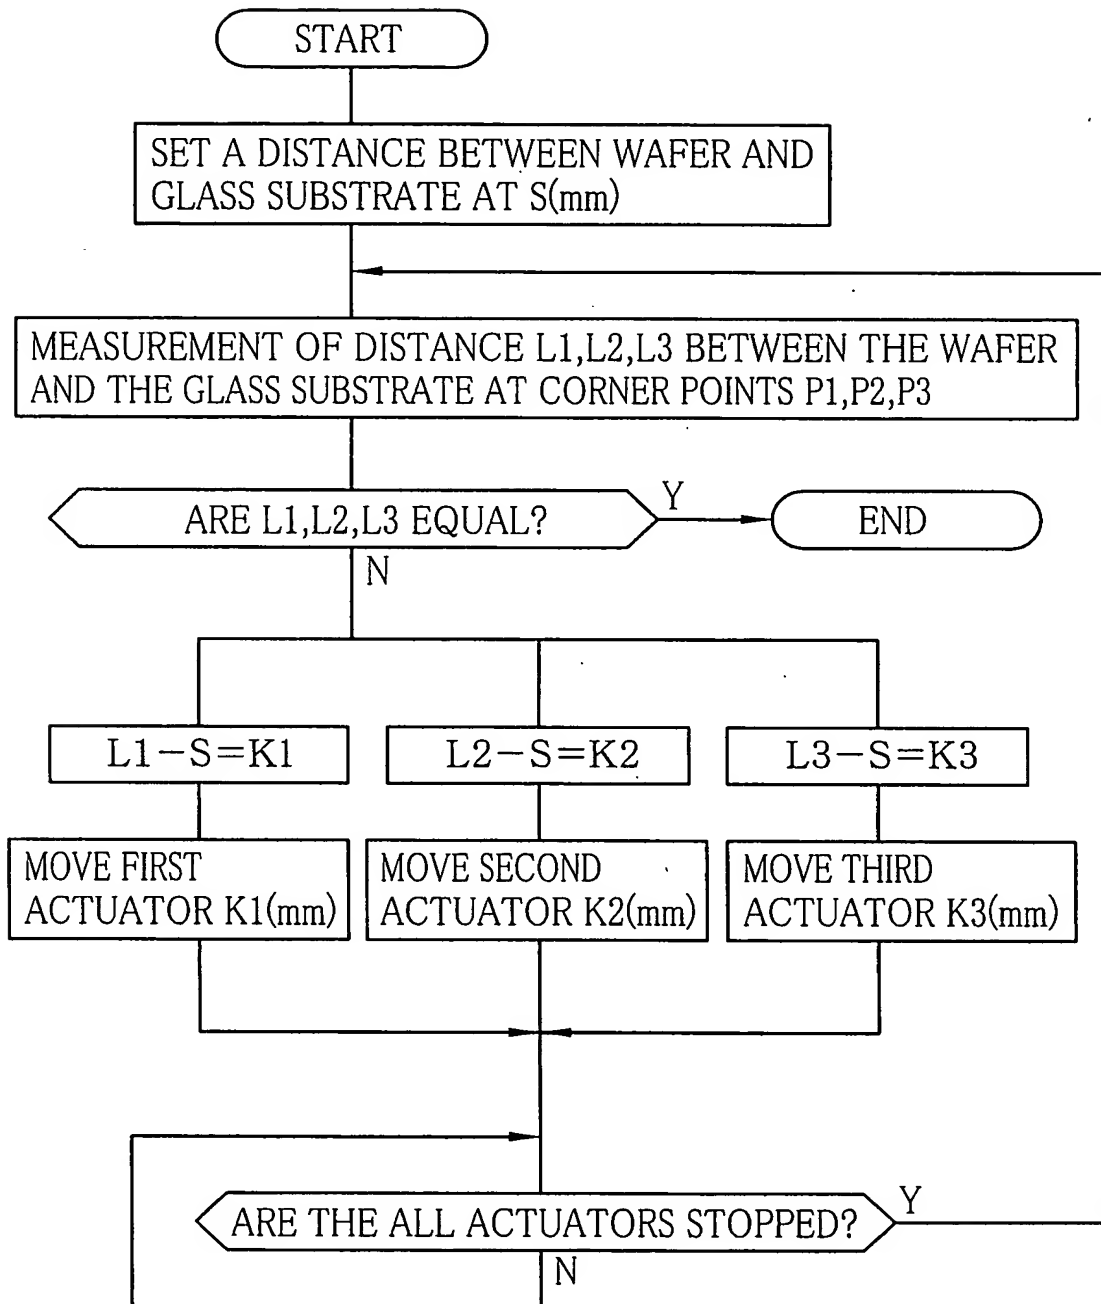 START
SET A DISTANCE BETWEEN WAFER AND
GLASS SUBSTRATE AT S(mm)
MEASUREMENT OF DISTANCE L1,L2,L3 BETWEEN THE WAFER
AND THE GLASS SUBSTRATE AT CORNER POINTS P1,P2,P3
ARE L1,L2,L3 EQUAL?
Y
END
N
L1-S=K1
L2-S=K2
L3-S=K3
MOVE FIRST
ACTUATOR K1(mm)
MOVE SECOND
ACTUATOR K2(mm)
MOVE THIRD
ACTUATOR K3(mm)
ARE THE ALL ACTUATORS STOPPED?
Y
N